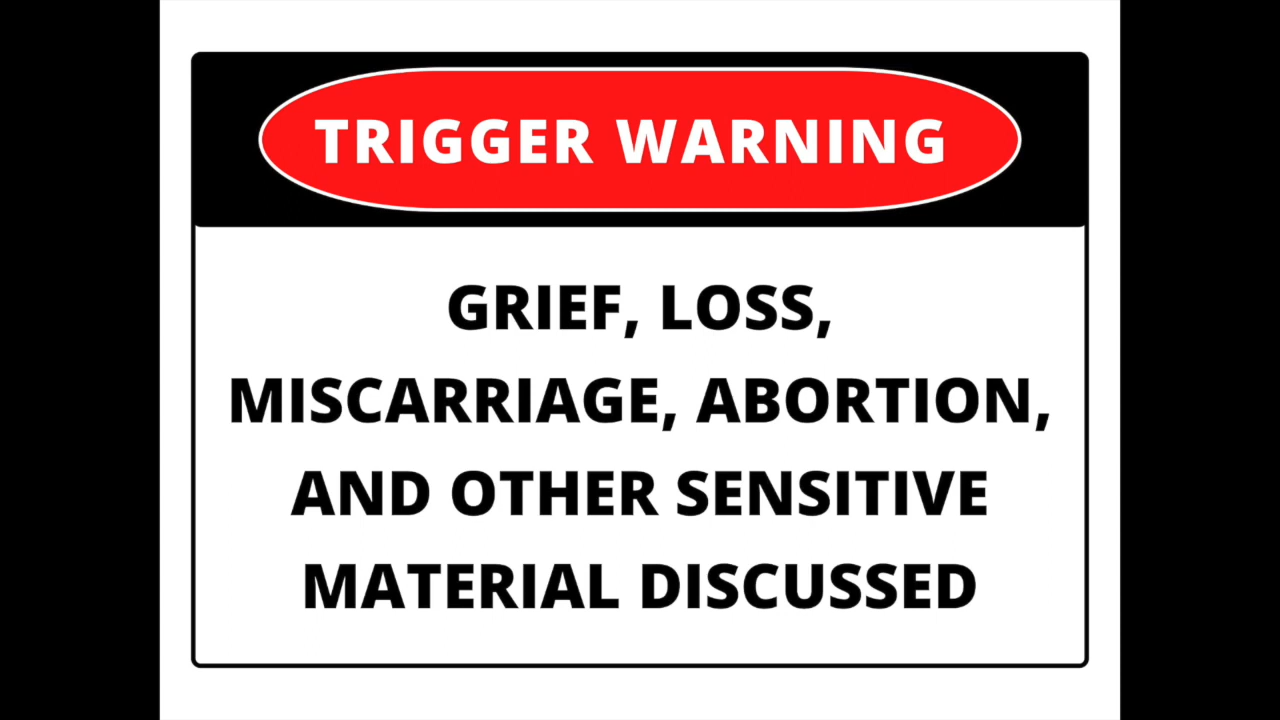 TRIGGER WARNING
GRIEF, LOSS,
MISCARRIAGE, ABORTION,
AND OTHER SENSITIVE
MATERIAL DISCUSSED